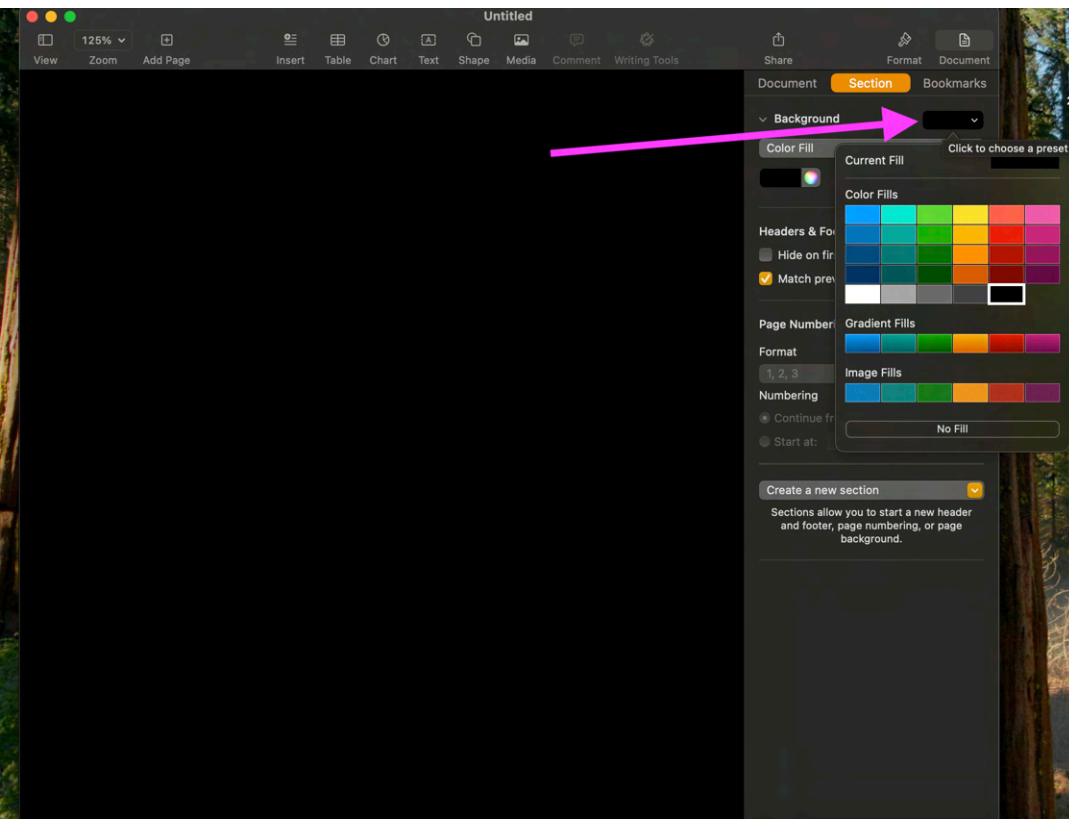 Untitled
125%
View
Zoom
Add Page
Insert
Table
Chart
Text
Shape
Media
Comment
Writing Tools
Share
Format
Document
Document
Section
Bookmarks
Background
Click to choose a preset
Color Fill
Current Fill
Color Fills
Headers & Fo
Hide on fir
Match prev
Page Numberi
Gradient Fills
Format
1, 2, 3
Image Fills
Numbering
Continue fr
No Fill
Start at:
Create a new section
Sections allow you to start a new header
and footer, page numbering, or page
background.